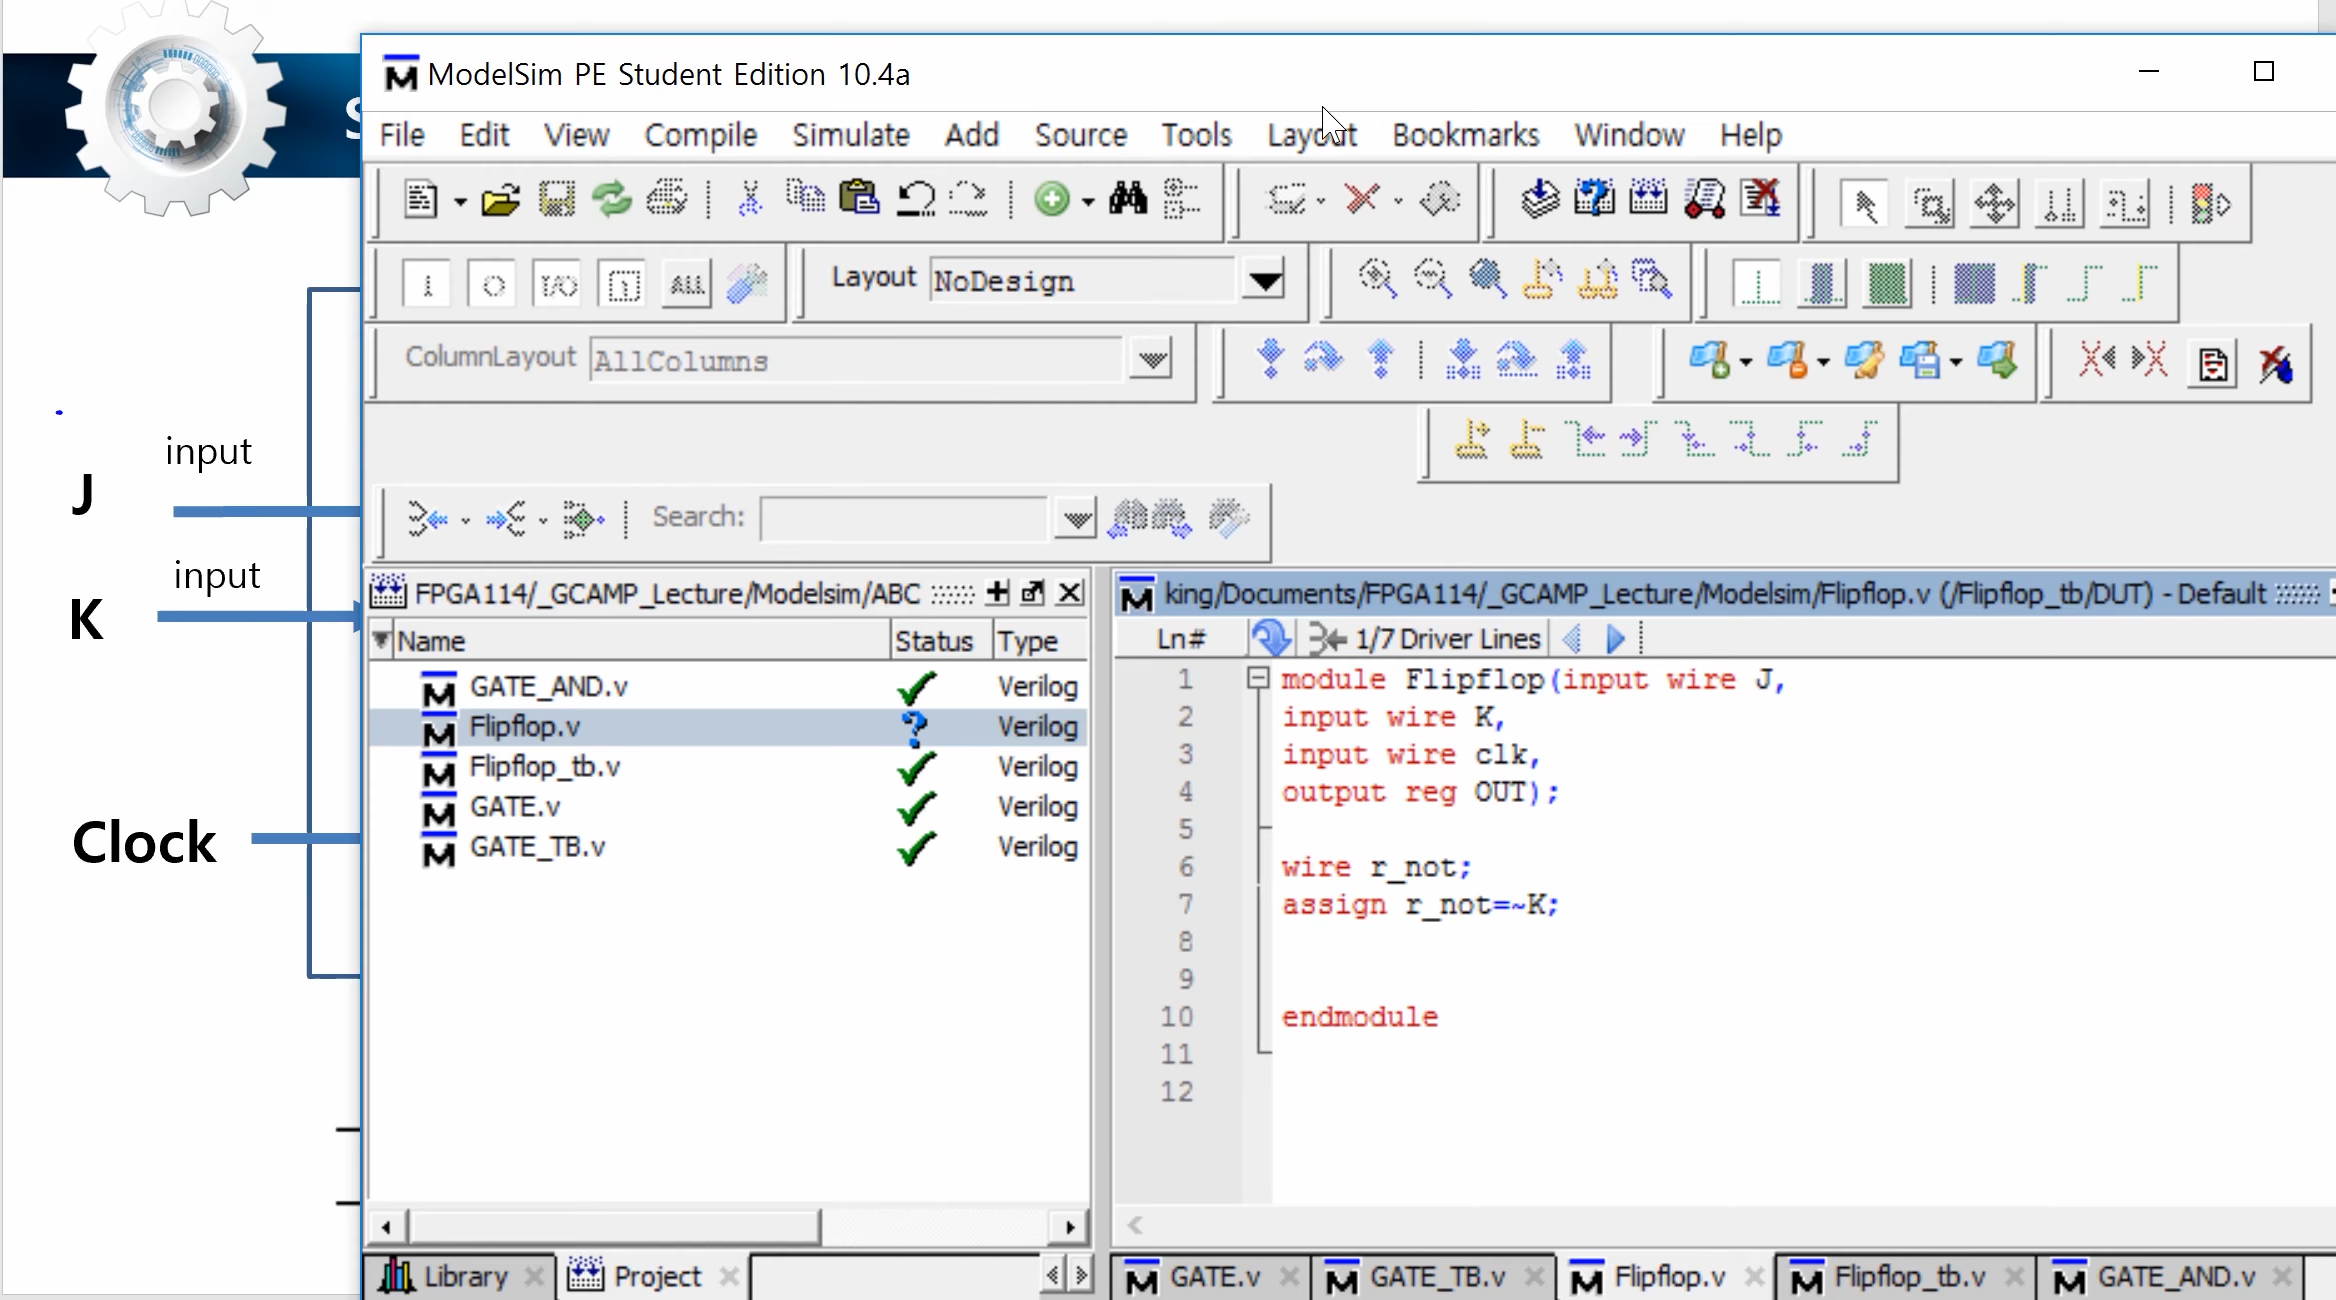 S
ModelSim PE Student Edition 10.4a
File Edit View Compile Simulate Add Source Tools Layout Bookmarks Window Help
I/O ALL
Layout NoDesign
ColumnLayout AllColumns
Search:
input
J
input
K
Clock
FPGA114/_GCAMP_Lecture/Modelsim/ABC
Name Status Type
GATE_AND.v Verilog
Flipflop.v ? Verilog
Flipflop_tb.v Verilog
GATE.v Verilog
GATE_TB.v Verilog
Library Project
king/Documents/FPGA114/_GCAMP_Lecture/Modelsim/Flipflop.v (/Flipflop_tb/DUT) - Default
Ln# 1/7 Driver Lines
1 module Flipflop(input wire J,
2 input wire K,
3 input wire clk,
4 output reg OUT);
5
6 wire r_not;
7 assign r_not=~K;
8
9
10 endmodule
11
12
GATE.v GATE_TB.v Flipflop.v Flipflop_tb.v GATE_AND.v